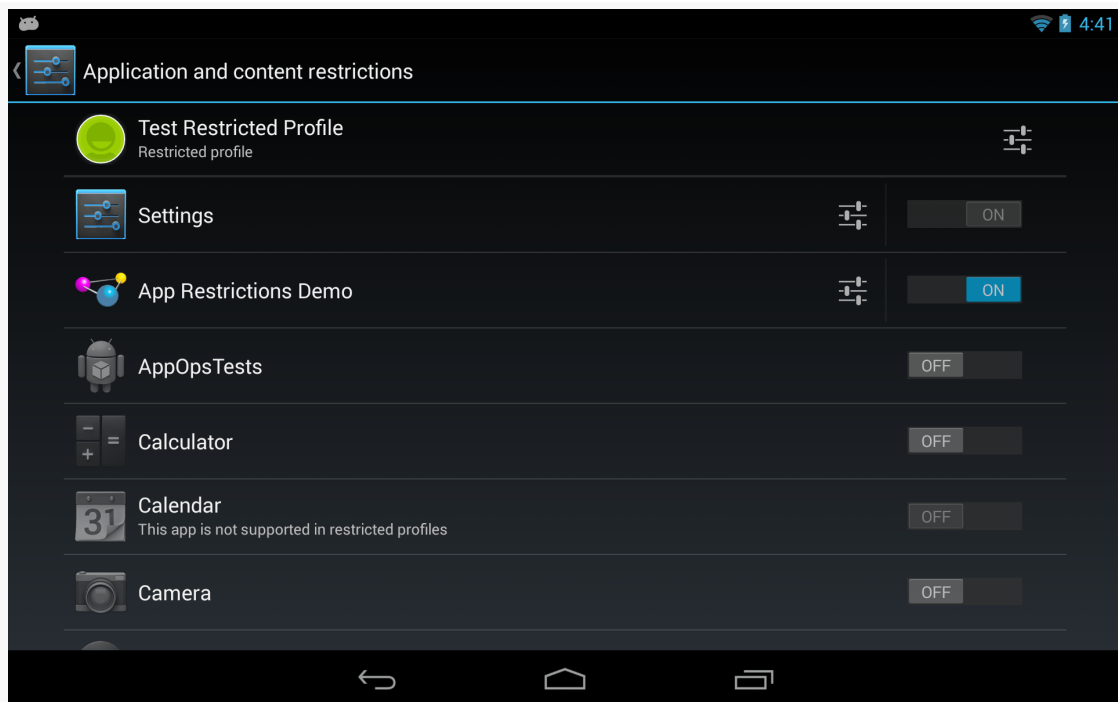 4:41
Application and content restrictions
Test Restricted Profile
Restricted profile
Settings ON
App Restrictions Demo ON
AppOpsTests OFF
Calculator OFF
Calendar
31 This app is not supported in restricted profiles OFF
Camera OFF